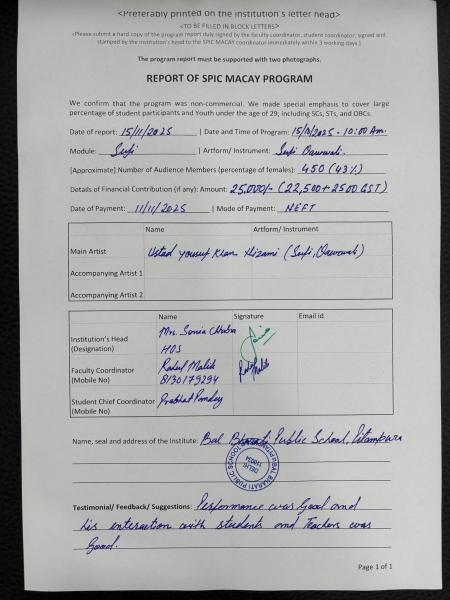 <Preferably printed on the institution's letter head>
<TO BE FILLED IN BLOCK LETTERS>
<Please submit a hard copy of the program report duly signed by the faculty coordinator, student coordinator, signed and
stamped by the institution's head to the SPIC MACAY coordinator immediately within 3 working days.]
The program report must be supported with two photographs.
REPORT OF SPIC MACAY PROGRAM
We confirm that the program was non-commercial. We made special emphasis to cover large
percentage of student participants and Youth under the age of 29; including SCs, STs, and OBCs.
Date of report: 15/11/2025 | Date and Time of Program: 15/11/2025 - 10:00 Am.
Module: Sufi | Artform/ Instrument: Sufi Qawwali.
[Approximate] Number of Audience Members (percentage of females): 450 (43%)
Details of Financial Contribution (if any): Amount: 25,000/- (22,500+2500 GST)
Date of Payment: 11/11/2025 | Mode of Payment: NEFT
Name Artform/ Instrument
Main Artist Ustad Yousuf Khan Nizami (Sufi, Qawwali)
Accompanying Artist 1
Accompanying Artist 2
Name Signature Email id
Institution's Head Mrs. Sonia
(Designation) HOS
Faculty Coordinator Rahul Malik
(Mobile No) 8130179294
Student Chief Coordinator Prabhat Pandey
(Mobile No)
Name, seal and address of the Institute: Bal Bharati Public School, Pitampura
BAL BHARATI PUBLIC SCHOOL PITAMPURA
DELHI
110034
Testimonial/ Feedback/ Suggestions: Performance was Good and
his interaction with students and Teachers was
Good.
Page 1 of 1